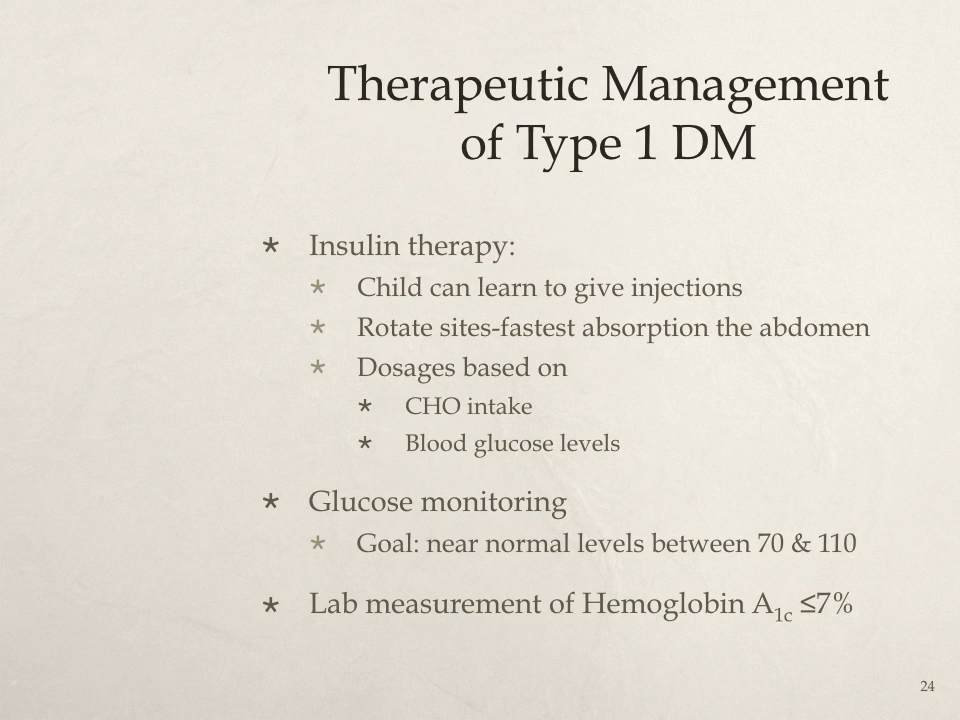 Therapeutic Management
of Type 1 DM
* Insulin therapy:
* Child can learn to give injections
* Rotate sites-fastest absorption the abdomen
* Dosages based on
* CHO intake
* Blood glucose levels
* Glucose monitoring
* Goal: near normal levels between 70 & 110
* Lab measurement of Hemoglobin A1c ≤7%
24